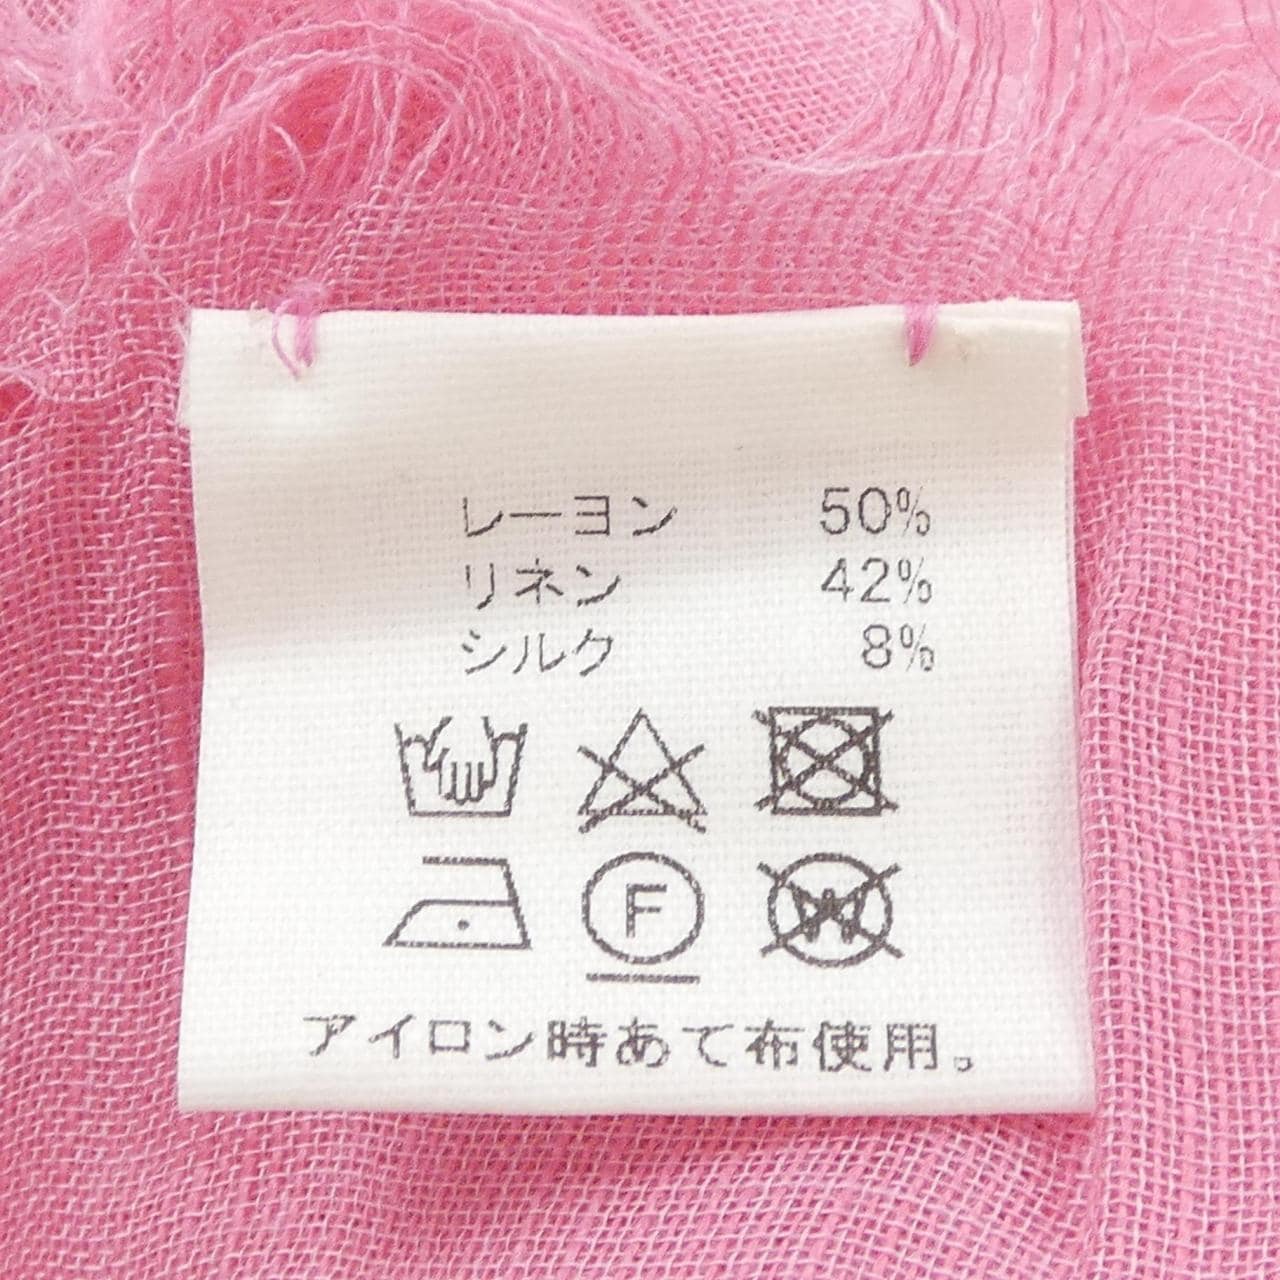 レーヨン 50%
リネン 42%
シルク 8%
F W
アイロン時あて布使用。